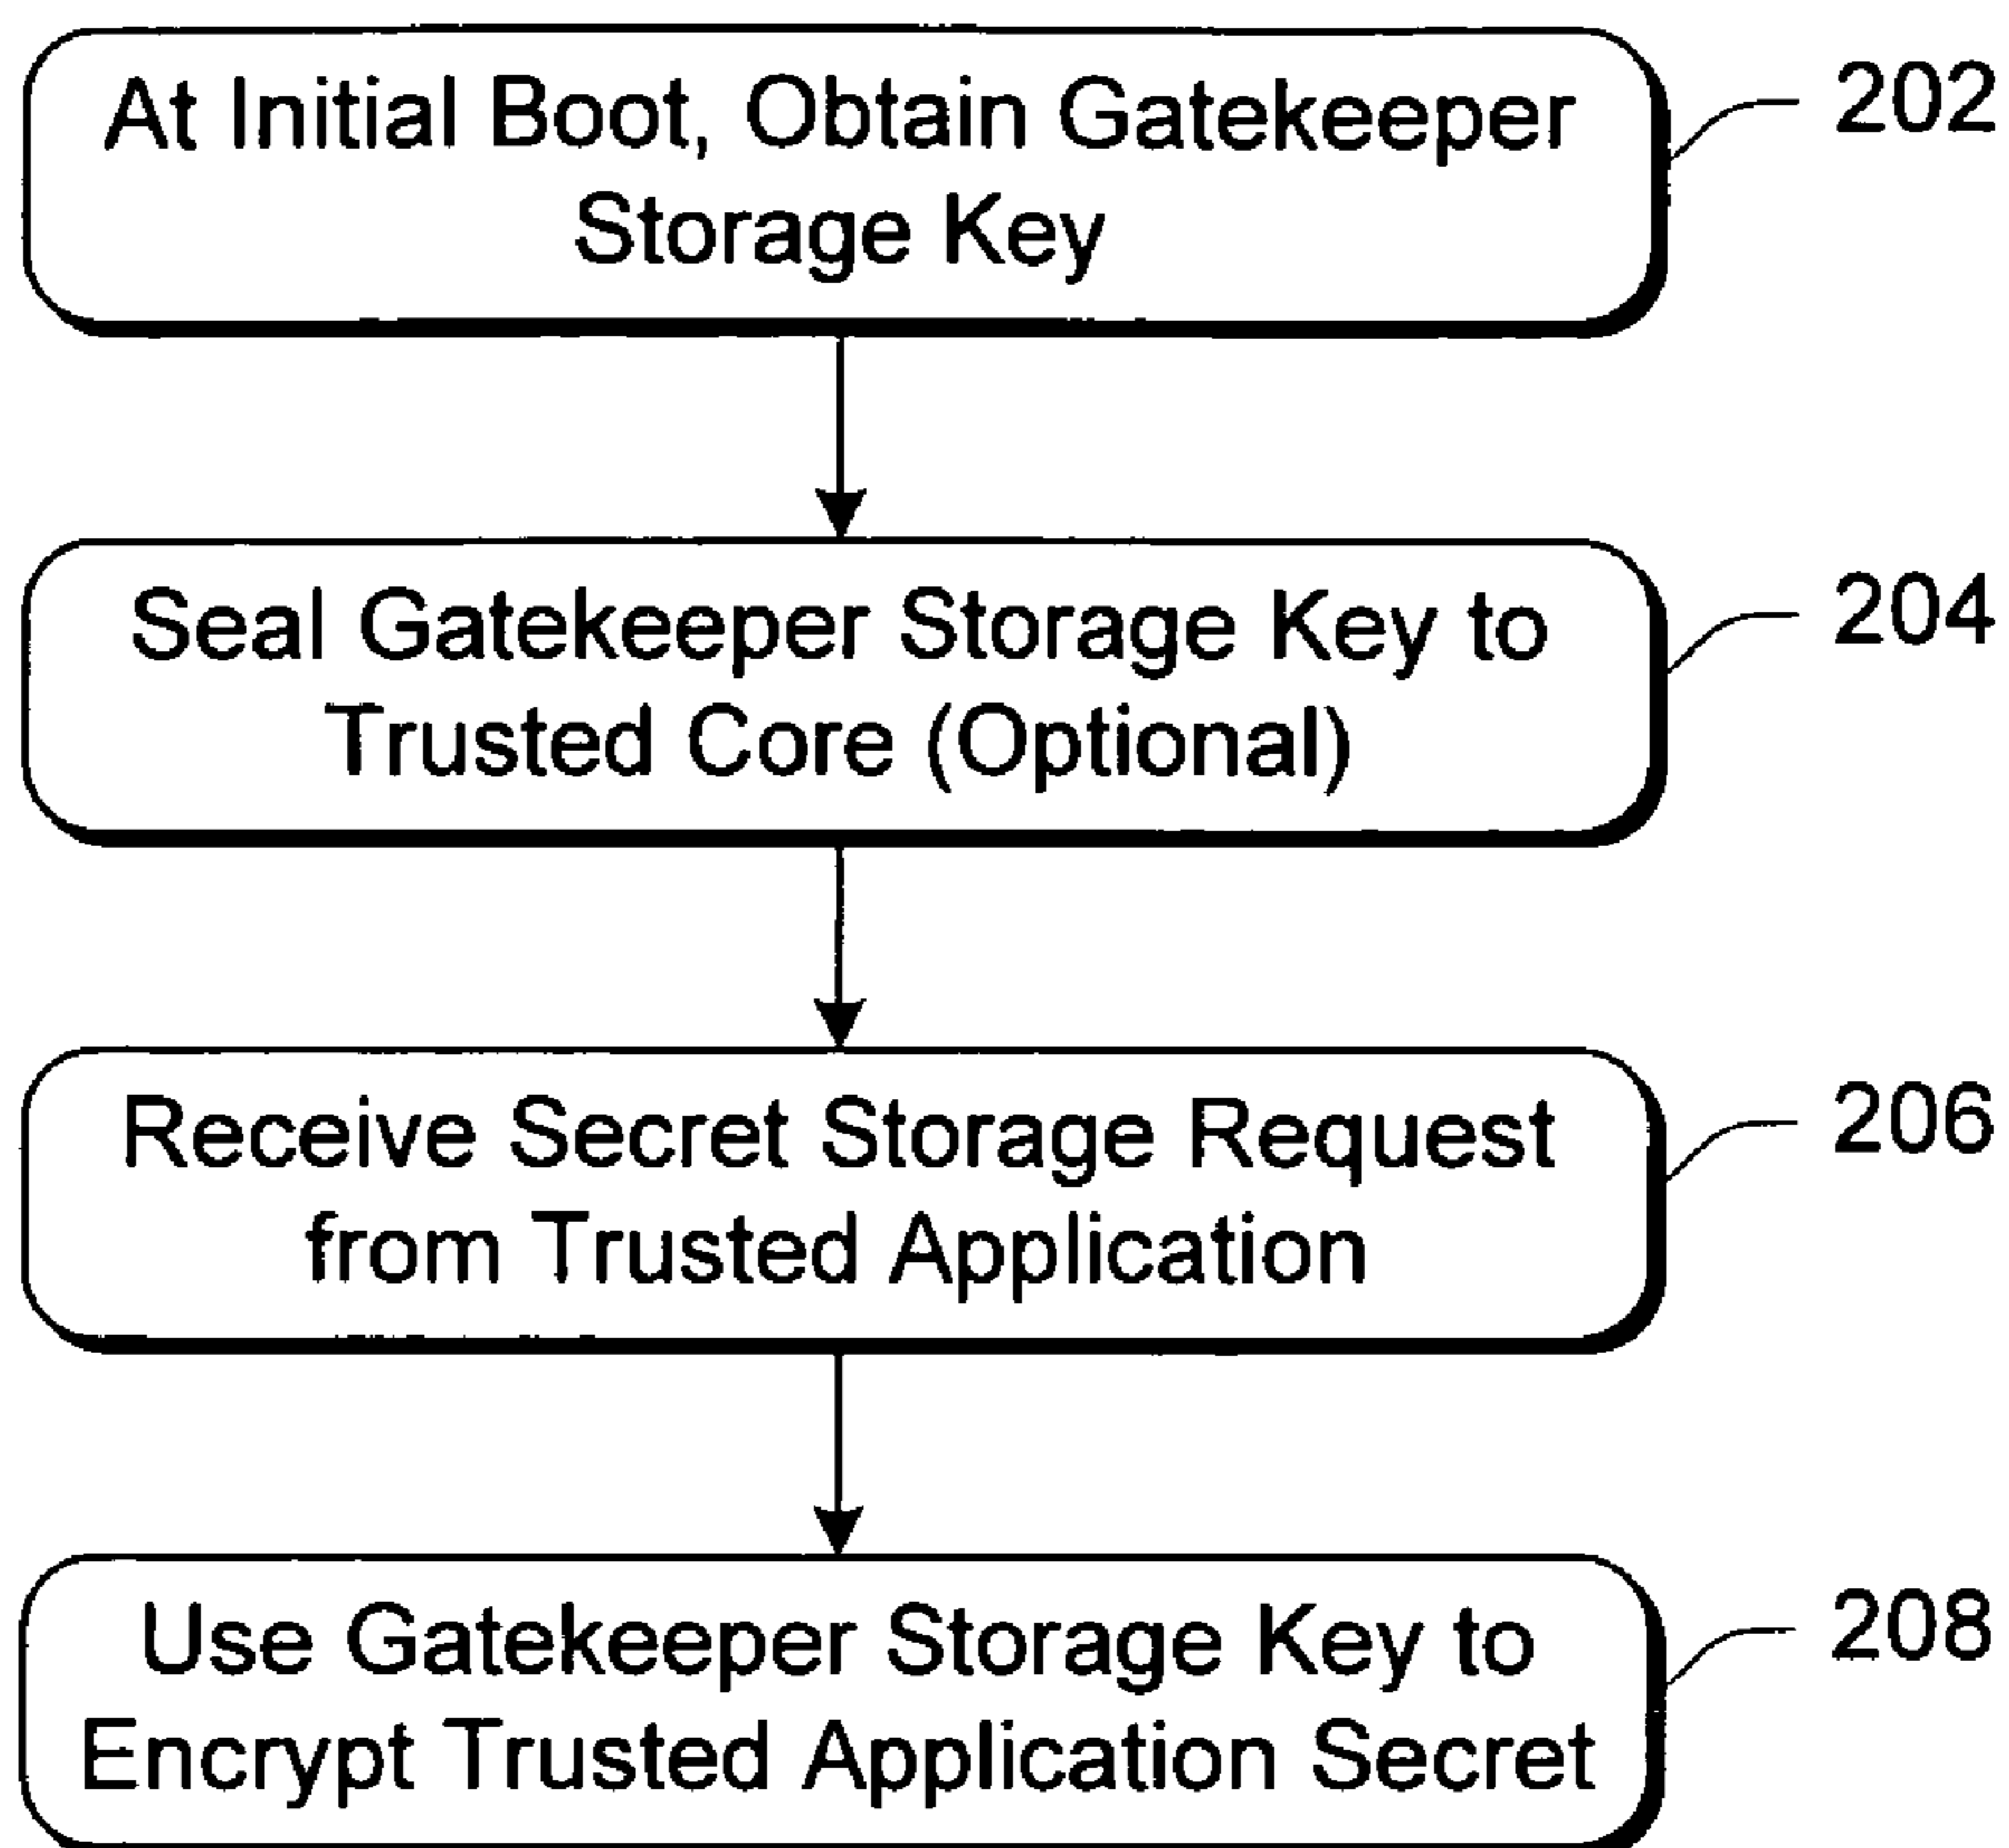 At Initial Boot, Obtain Gatekeeper
Storage Key
202
Seal Gatekeeper Storage Key to
Trusted Core (Optional)
204
Receive Secret Storage Request
from Trusted Application
206
Use Gatekeeper Storage Key to
Encrypt Trusted Application Secret
208